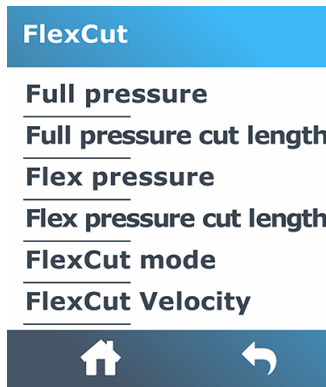 FlexCut
Full pressure
Full pressure cut length
Flex pressure
Flex pressure cut length
FlexCut mode
FlexCut Velocity